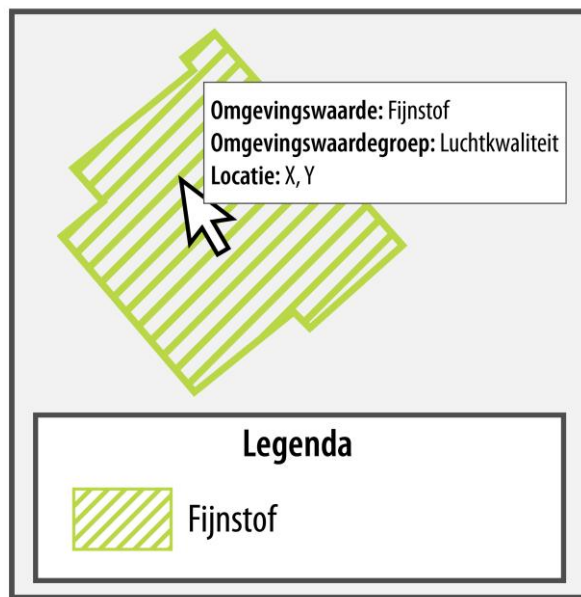 Omgevingswaarde: Fijnstof
Omgevingswaardegroep: Luchtkwaliteit
Locatie: X, Y
Legenda
Fijnstof